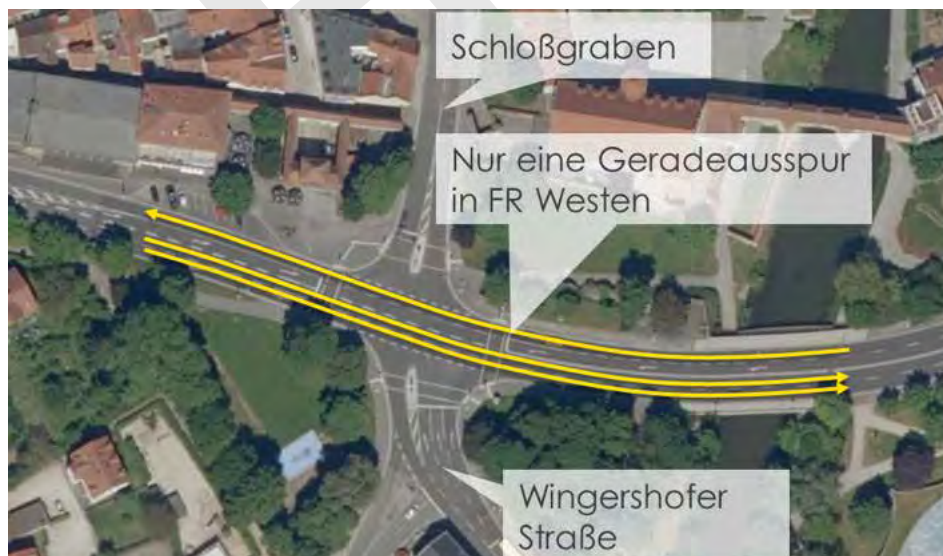 Schloßgraben
Nur eine Geradeausspur
in FR Westen
Wingershofer
Straße